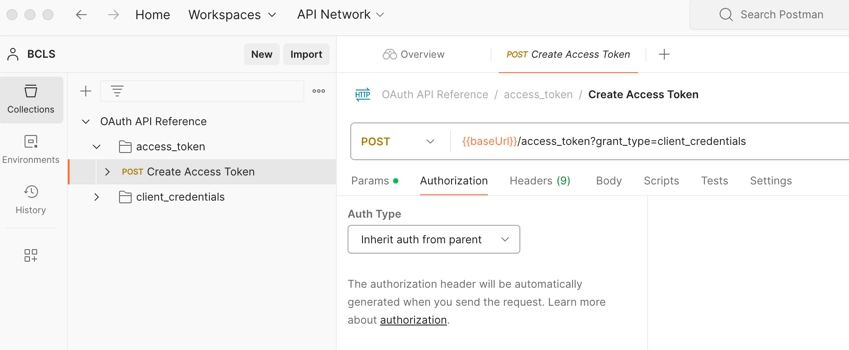 Home Workspaces API Network Search Postman
BCLS New Import Overview POST Create Access Token
Collections
OAuth API Reference / access_token / Create Access Token
OAuth API Reference
access_token
POST {{baseUrl}}/access_token?grant_type=client_credentials
Environments
POST Create Access Token
Params Authorization Headers (9) Body Scripts Tests Settings
client_credentials
History
Auth Type
Inherit auth from parent
The authorization header will be automatically
generated when you send the request. Learn more
about authorization.